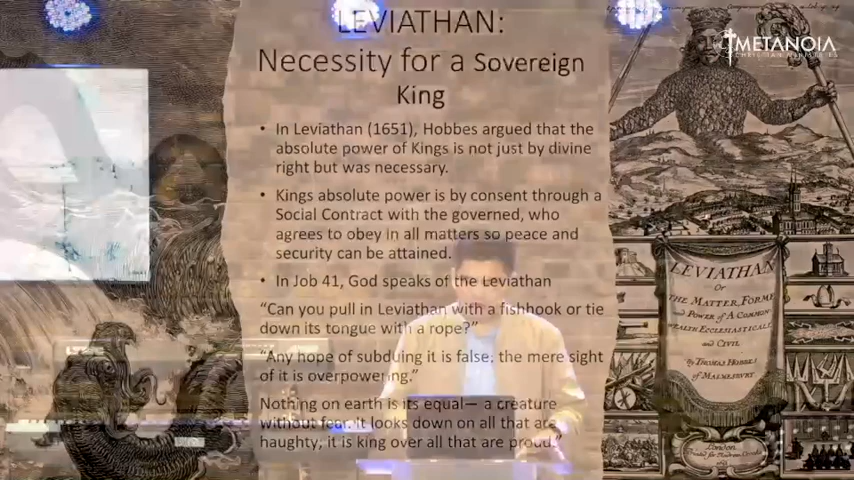 LEVIATHAN:
Necessity for a Sovereign
King
METANOIA
• In Leviathan (1651), Hobbes argued that the
absolute power of Kings is not just by divine
right but was necessary.
• Kings absolute power is by consent through a
Social Contract with the governed, who
agrees to obey in all matters so peace and
security can be attained.
• In Job 41, God speaks of the Leviathan
“Can you pull in Leviathan with a fishhook or tie
down its tongue with a rope?”
“Any hope of subduing it is false; the mere sight
of it is overpowering.”
Nothing on earth is its equal— a creature
without fear. It looks down on all that are
haughty; it is king over all that are proud.”
LEVIATHAN
Or
THE MATTER, FORME
and Power of A COMMON
WEALTH ECCLESIASTICALL
and CIVIL
By THOMAS HOBBES
of MALMESBURY
London